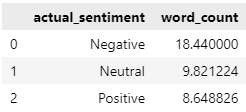 actual_sentiment word_count
0 Negative 18.440000
1 Neutral 9.821224
2 Positive 8.648826